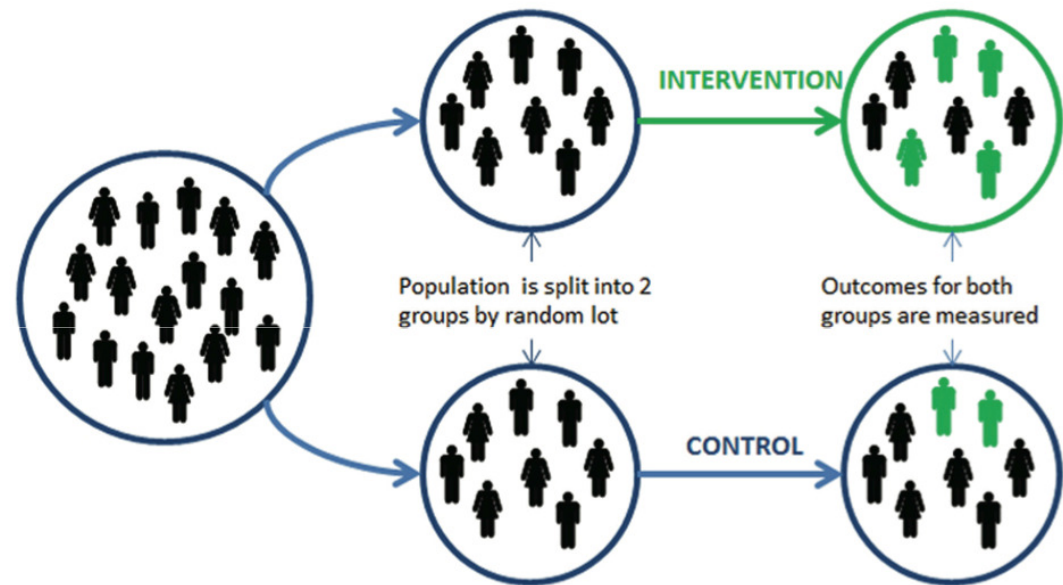 INTERVENTION
Population is split into 2
groups by random lot
Outcomes for both
groups are measured
CONTROL